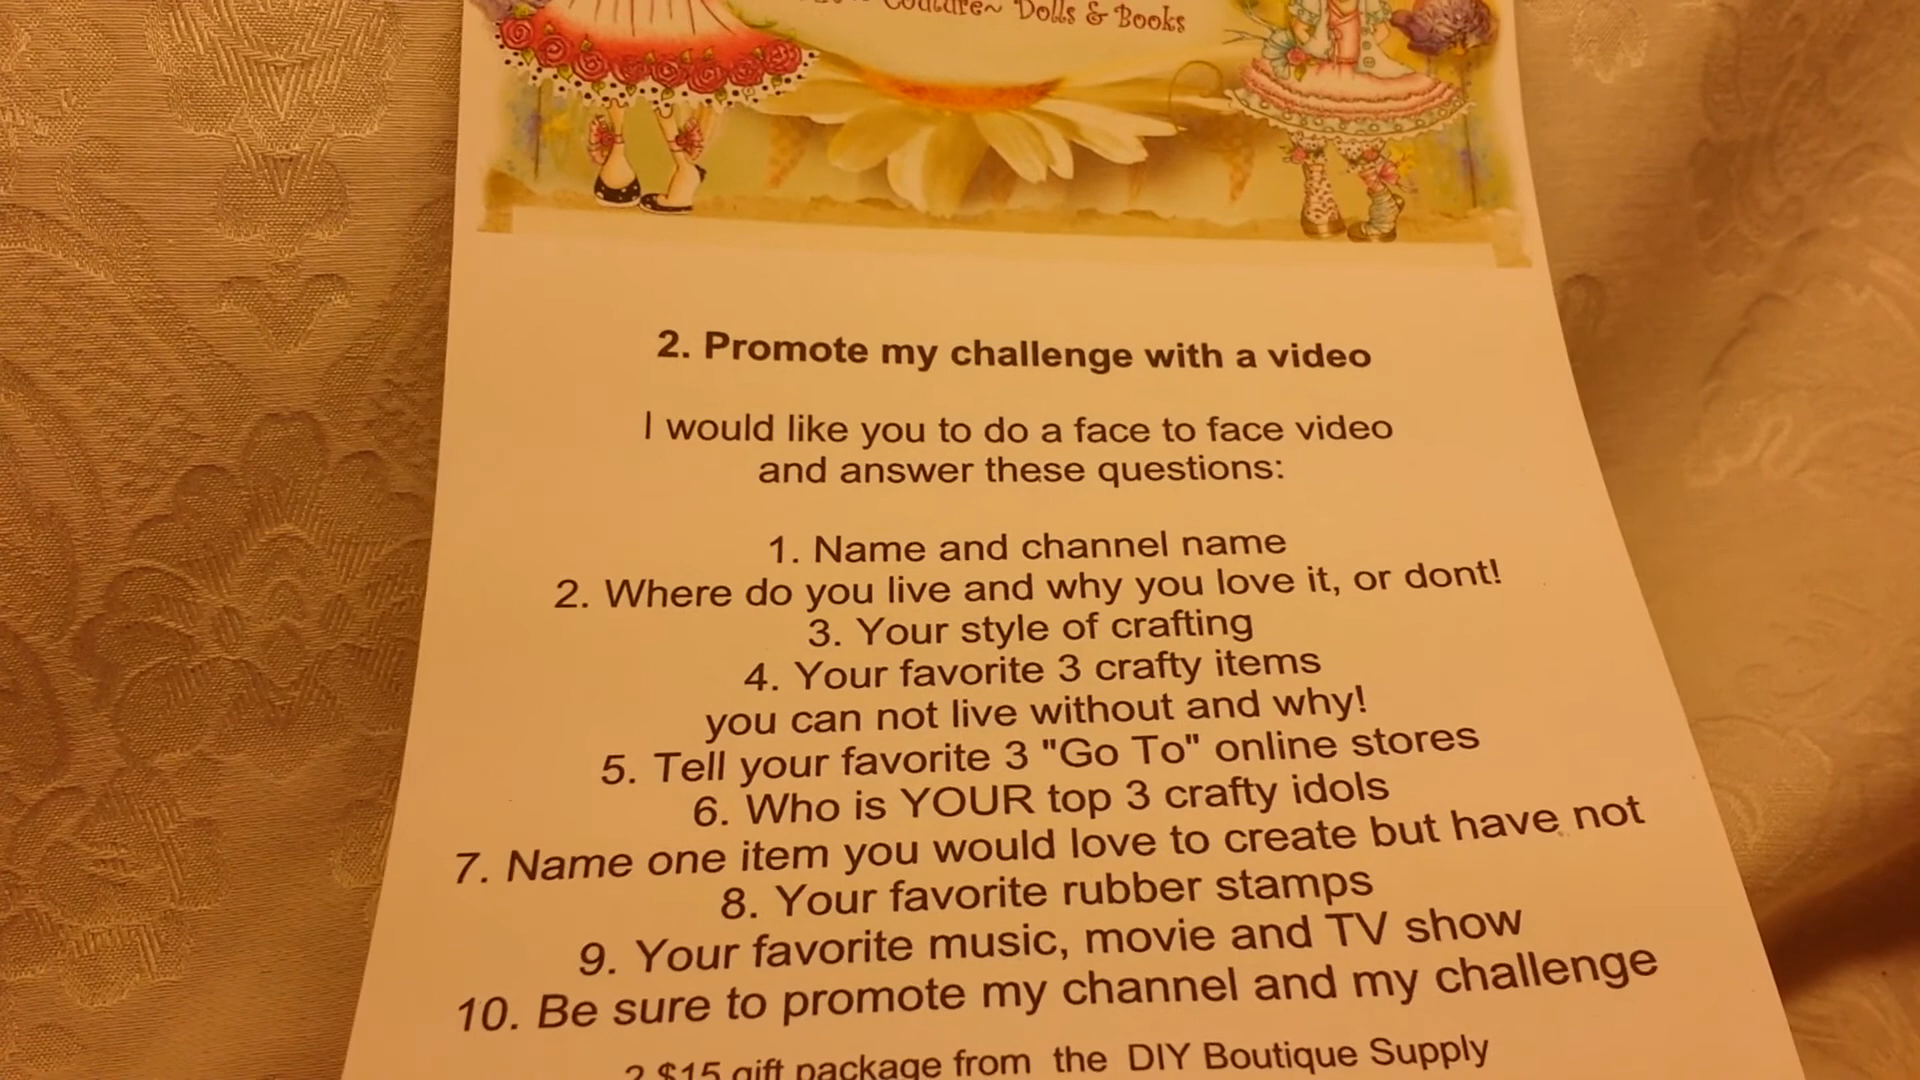 Couture~ Dolls & Books
2. Promote my challenge with a video
I would like you to do a face to face video
and answer these questions:
1. Name and channel name
2. Where do you live and why you love it, or dont!
3. Your style of crafting
4. Your favorite 3 crafty items
you can not live without and why!
5. Tell your favorite 3 "Go To" online stores
6. Who is YOUR top 3 crafty idols
7. Name one item you would love to create but have not
8. Your favorite rubber stamps
9. Your favorite music, movie and TV show
10. Be sure to promote my channel and my challenge
2 $15 gift package from the DIY Boutique Supply